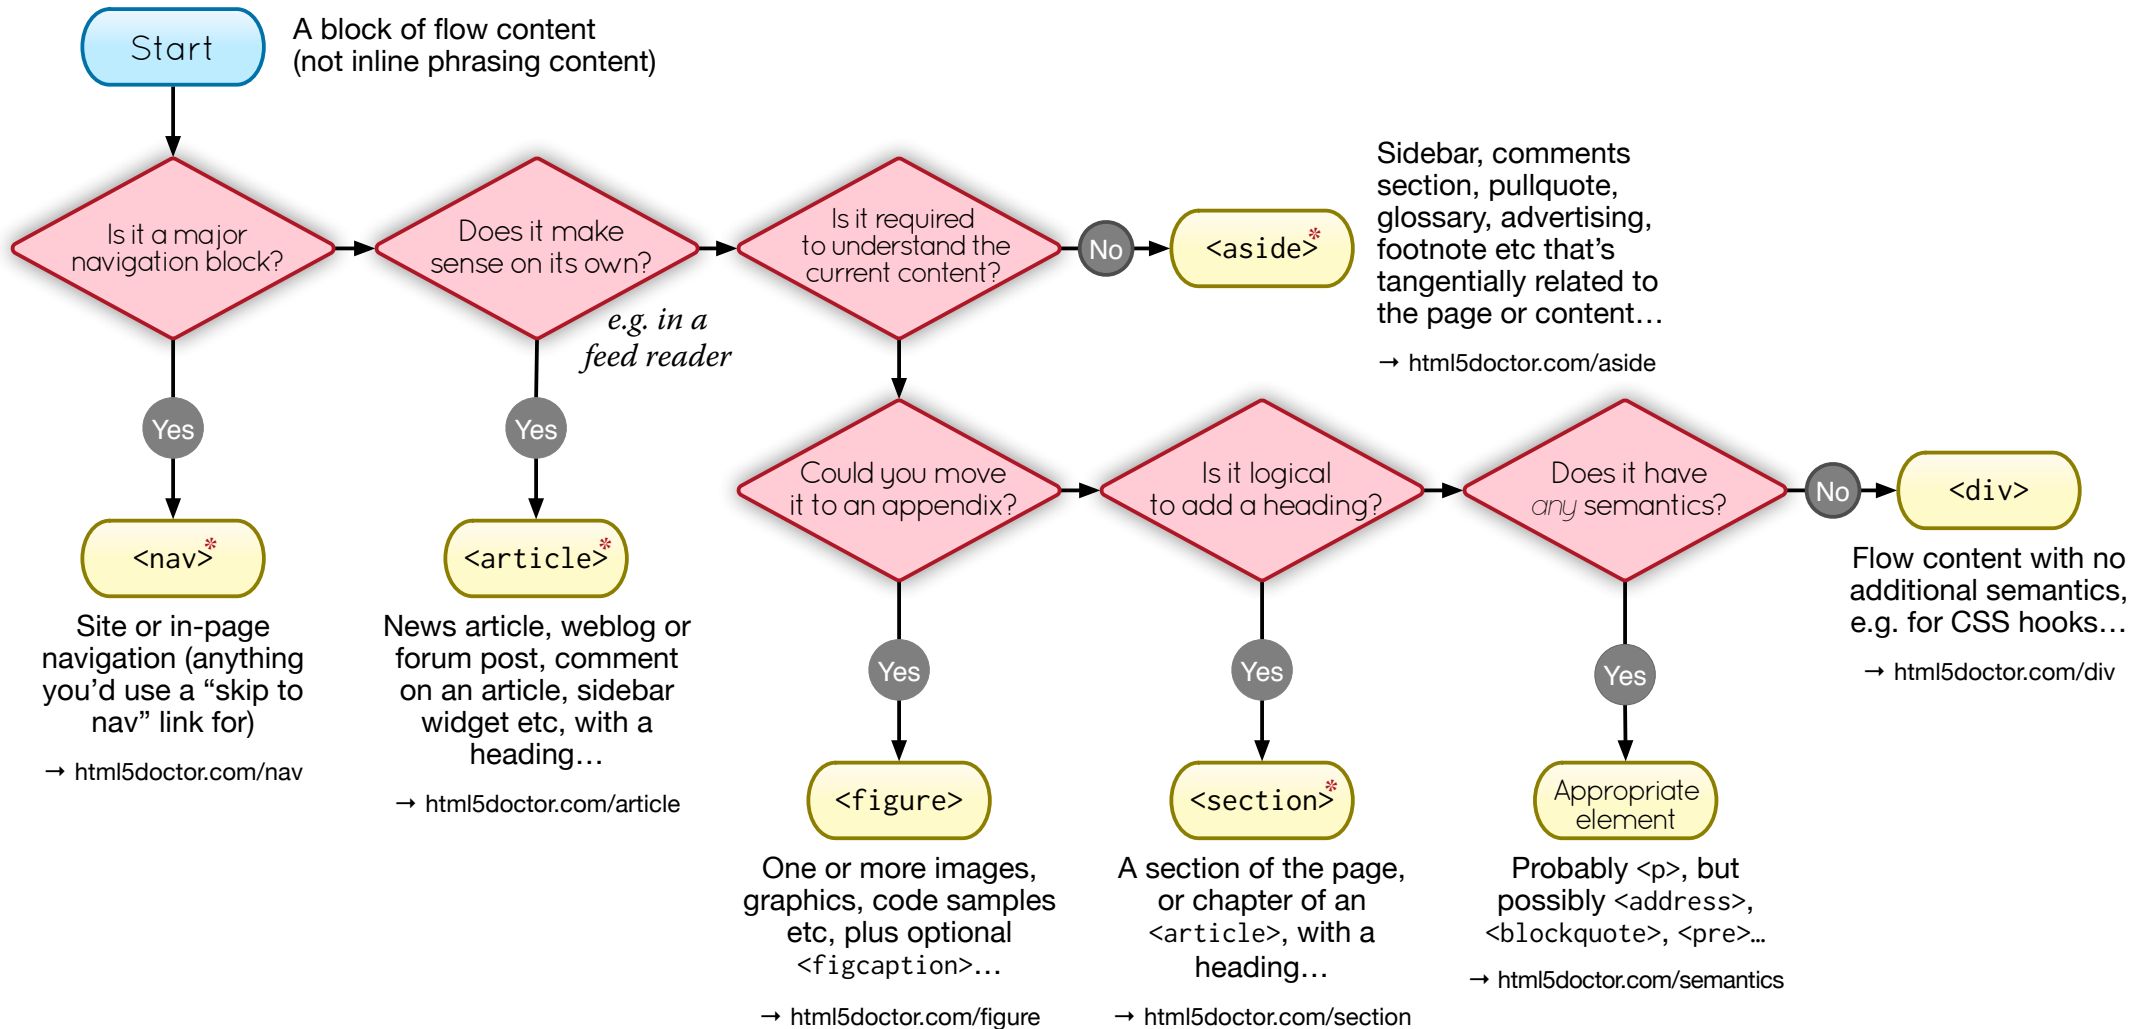 Start
A block of flow content
(not inline phrasing content)
Is it a major
navigation block?
Does it make
sense on its own?
e.g. in a
feed reader
Is it required
to understand the
current content?
No
<aside>*
Sidebar, comments
section, pullquote,
glossary, advertising,
footnote etc that’s
tangentially related to
the page or content…
→ html5doctor.com/aside
Yes
<nav>*
Site or in-page
navigation (anything
you’d use a “skip to
nav” link for)
→ html5doctor.com/nav
Yes
<article>*
News article, weblog or
forum post, comment
on an article, sidebar
widget etc, with a
heading…
→ html5doctor.com/article
Could you move
it to an appendix?
Is it logical
to add a heading?
Does it have
any semantics?
No
<div>
Flow content with no
additional semantics,
e.g. for CSS hooks…
→ html5doctor.com/div
Yes
<figure>
One or more images,
graphics, code samples
etc, plus optional
<figcaption>…
→ html5doctor.com/figure
Yes
<section>*
A section of the page,
or chapter of an
<article>, with a
heading…
→ html5doctor.com/section
Yes
Appropriate
element
Probably <p>, but
possibly <address>,
<blockquote>, <pre>…
→ html5doctor.com/semantics